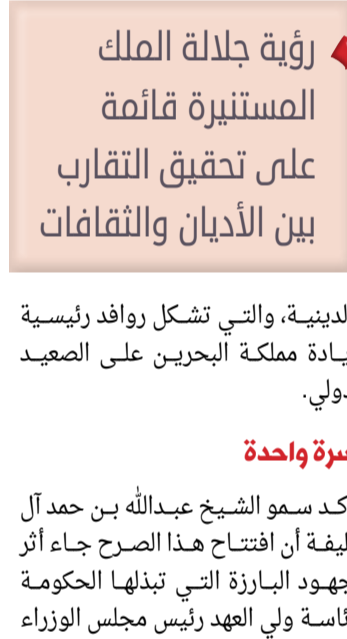 رؤية جلالة الملك
المستنيرة قائمة
على تحقيق التقارب
بين الأديان والثقافات
لدينية، والتي تشكل روافد رئيسية
يادة مملكة البحرين على الصعيد
دولي.
سرة واحدة
كد سمو الشيخ عبدالله بن حمد آل
ليفة أن افتتاح هذا الصرح جاء أثر
جهود البارزة التي تبذلها الحكومة
ئاسة ولي العهد رئيس مجلس الوزراء